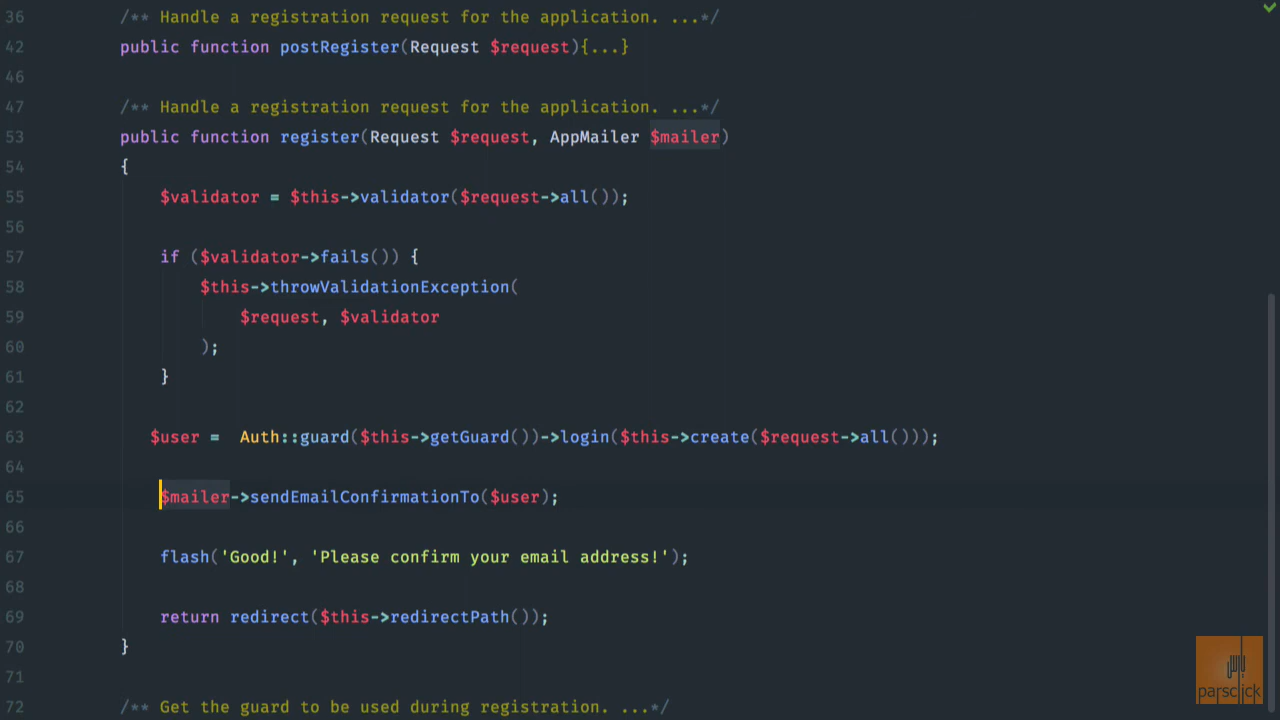 36 /** Handle a registration request for the application. ...*/
42 public function postRegister(Request $request){...}
46
47 /** Handle a registration request for the application. ...*/
53 public function register(Request $request, AppMailer $mailer)
54 {
55 $validator = $this->validator($request->all());
56
57 if ($validator->fails()) {
58 $this->throwValidationException(
59 $request, $validator
60 );
61 }
62
63 $user =  Auth::guard($this->getGuard())->login($this->create($request->all()));
64
65 $mailer->sendEmailConfirmationTo($user);
66
67 flash('Good!', 'Please confirm your email address!');
68
69 return redirect($this->redirectPath());
70 }
71
72 /** Get the guard to be used during registration. ...*/
parsclick